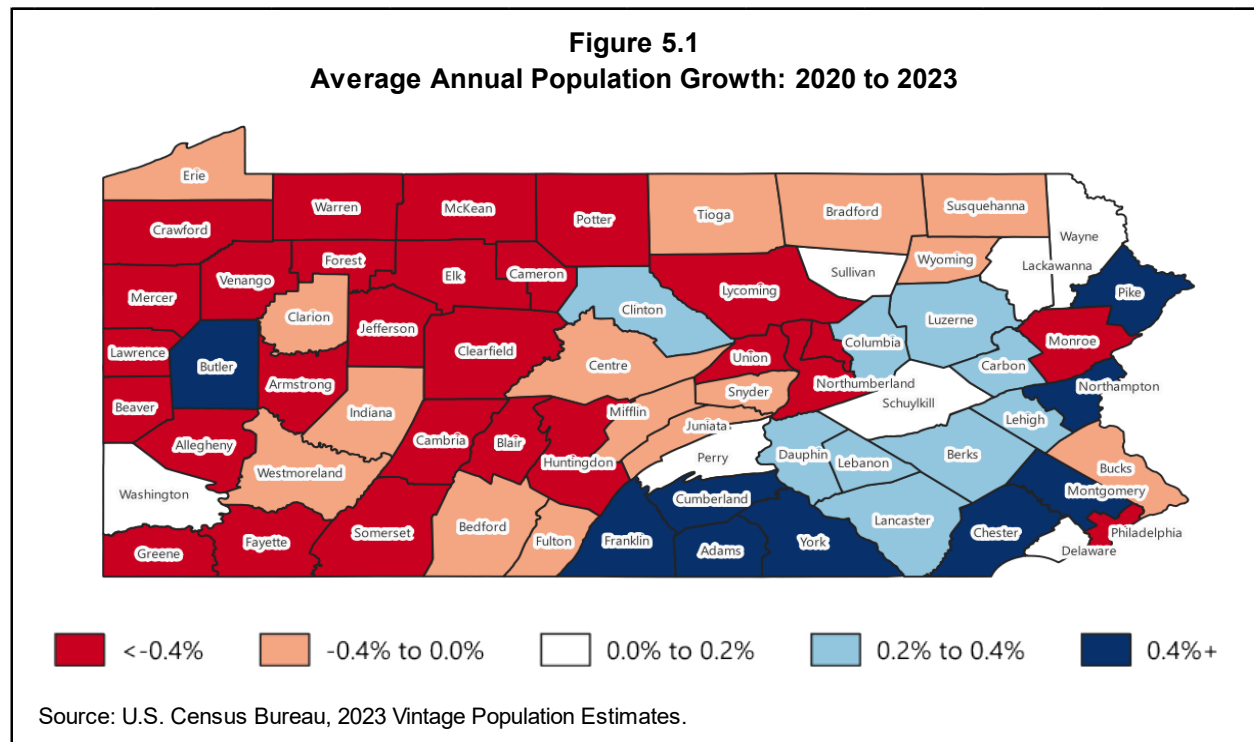 Figure 5.1
Average Annual Population Growth: 2020 to 2023
Erie
Warren
McKean
Potter
Tioga
Bradford
Susquehanna
Wayne
Crawford
Forest
Elk
Cameron
Sullivan
Wyoming
Lackawanna
Venango
Mercer
Lycoming
Pike
Clarion
Jefferson
Clinton
Luzerne
Lawrence
Butler
Clearfield
Centre
Union
Columbia
Monroe
Carbon
Armstrong
Northumberland
Northampton
Beaver
Indiana
Snyder
Schuylkill
Mifflin
Juniata
Lehigh
Allegheny
Cambria
Blair
Huntingdon
Perry
Dauphin
Lebanon
Berks
Bucks
Westmoreland
Washington
Cumberland
Montgomery
Lancaster
Greene
Fayette
Somerset
Bedford
Fulton
Franklin
Adams
York
Chester
Philadelphia
Delaware
<-0.4%
-0.4% to 0.0%
0.0% to 0.2%
0.2% to 0.4%
0.4%+
Source: U.S. Census Bureau, 2023 Vintage Population Estimates.